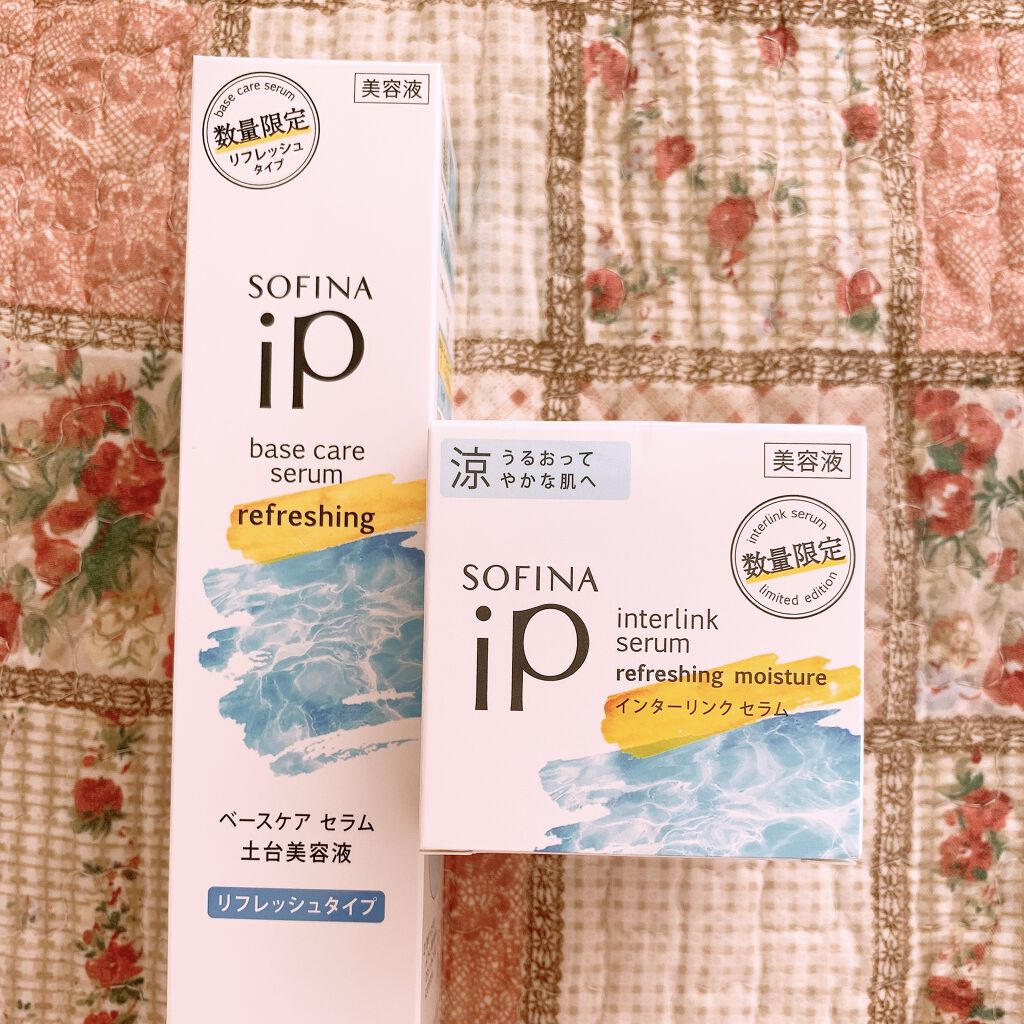 base care serum
数量限定
リフレッシュ
タイプ
美容液
SOFINA
iP
base care
serum
refreshing
ベースケア セラム
土台美容液
リフレッシュタイプ
涼 うるおって
やかな肌へ
美容液
interlink serum
数量限定
limited edition
SOFINA
iP
interlink
serum
refreshing moisture
インターリンク セラム